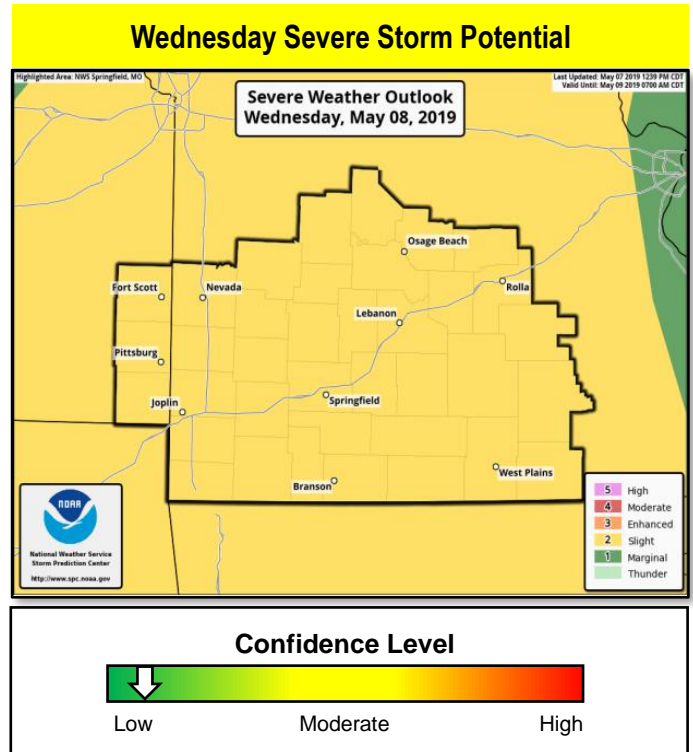 Wednesday Severe Storm Potential
Highlighted Area: NWS Springfield, MO
Last Updated: May 07 2019 1239 PM CDT
Valid Until: May 09 2019 0700 AM CDT
Severe Weather Outlook
Wednesday, May 08, 2019
Osage Beach
Fort Scott
Nevada
Rolla
Lebanon
Pittsburg
Joplin
Springfield
Branson
West Plains
NOAA
National Weather Service
Storm Prediction Center
http://www.spc.noaa.gov
5 High
4 Moderate
3 Enhanced
2 Slight
1 Marginal
Thunder
Confidence Level
Low Moderate High